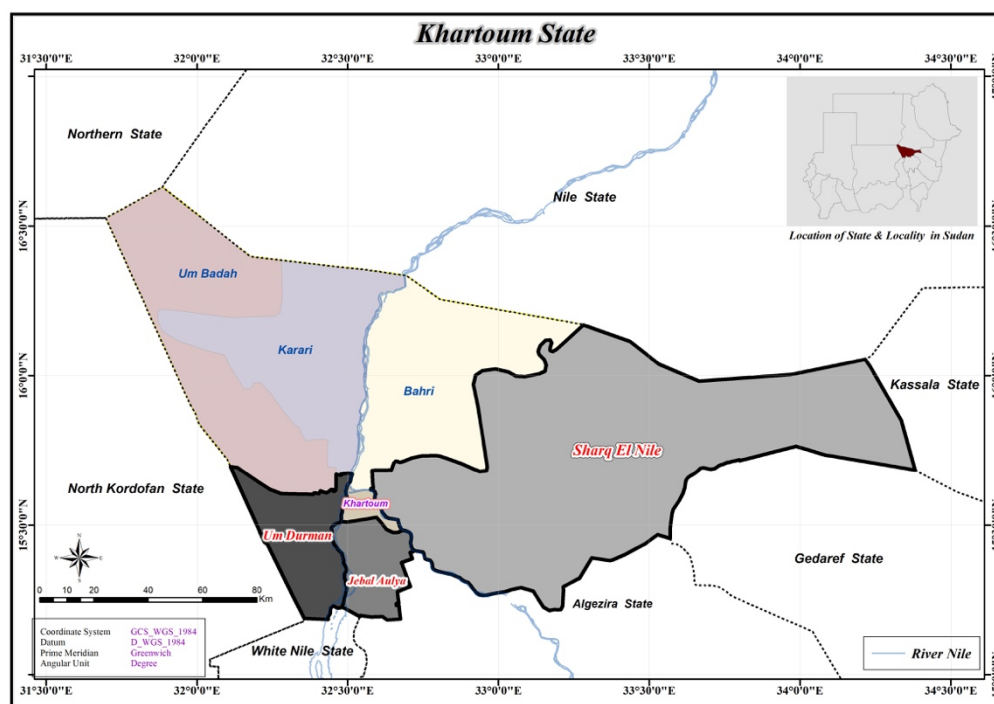 Khartoum State
31°30'0"E
32°0'0"E
32°30'0"E
33°0'0"E
33°30'0"E
34°0'0"E
34°30'0"E
Northern State
Nile State
Location of State & Locality in Sudan
16°30'0"N
Um Badah
Karari
Bahri
16°0'0"N
Kassala State
Sharq El Nile
North Kordofan State
Khartoum
15°30'0"N
Um Durman
Gedaref State
N
W
E
S
Jebal Aulya
0 10 20 30 40 50 60 80
Km
Algezira State
Coordinate System GCS_WGS_1984
Datum D_WGS_1984
Prime Meridian Greenwich
Angular Unit Degree
White Nile State
River Nile
31°30'0"E
32°0'0"E
32°30'0"E
33°0'0"E
33°30'0"E
34°0'0"E
34°30'0"E